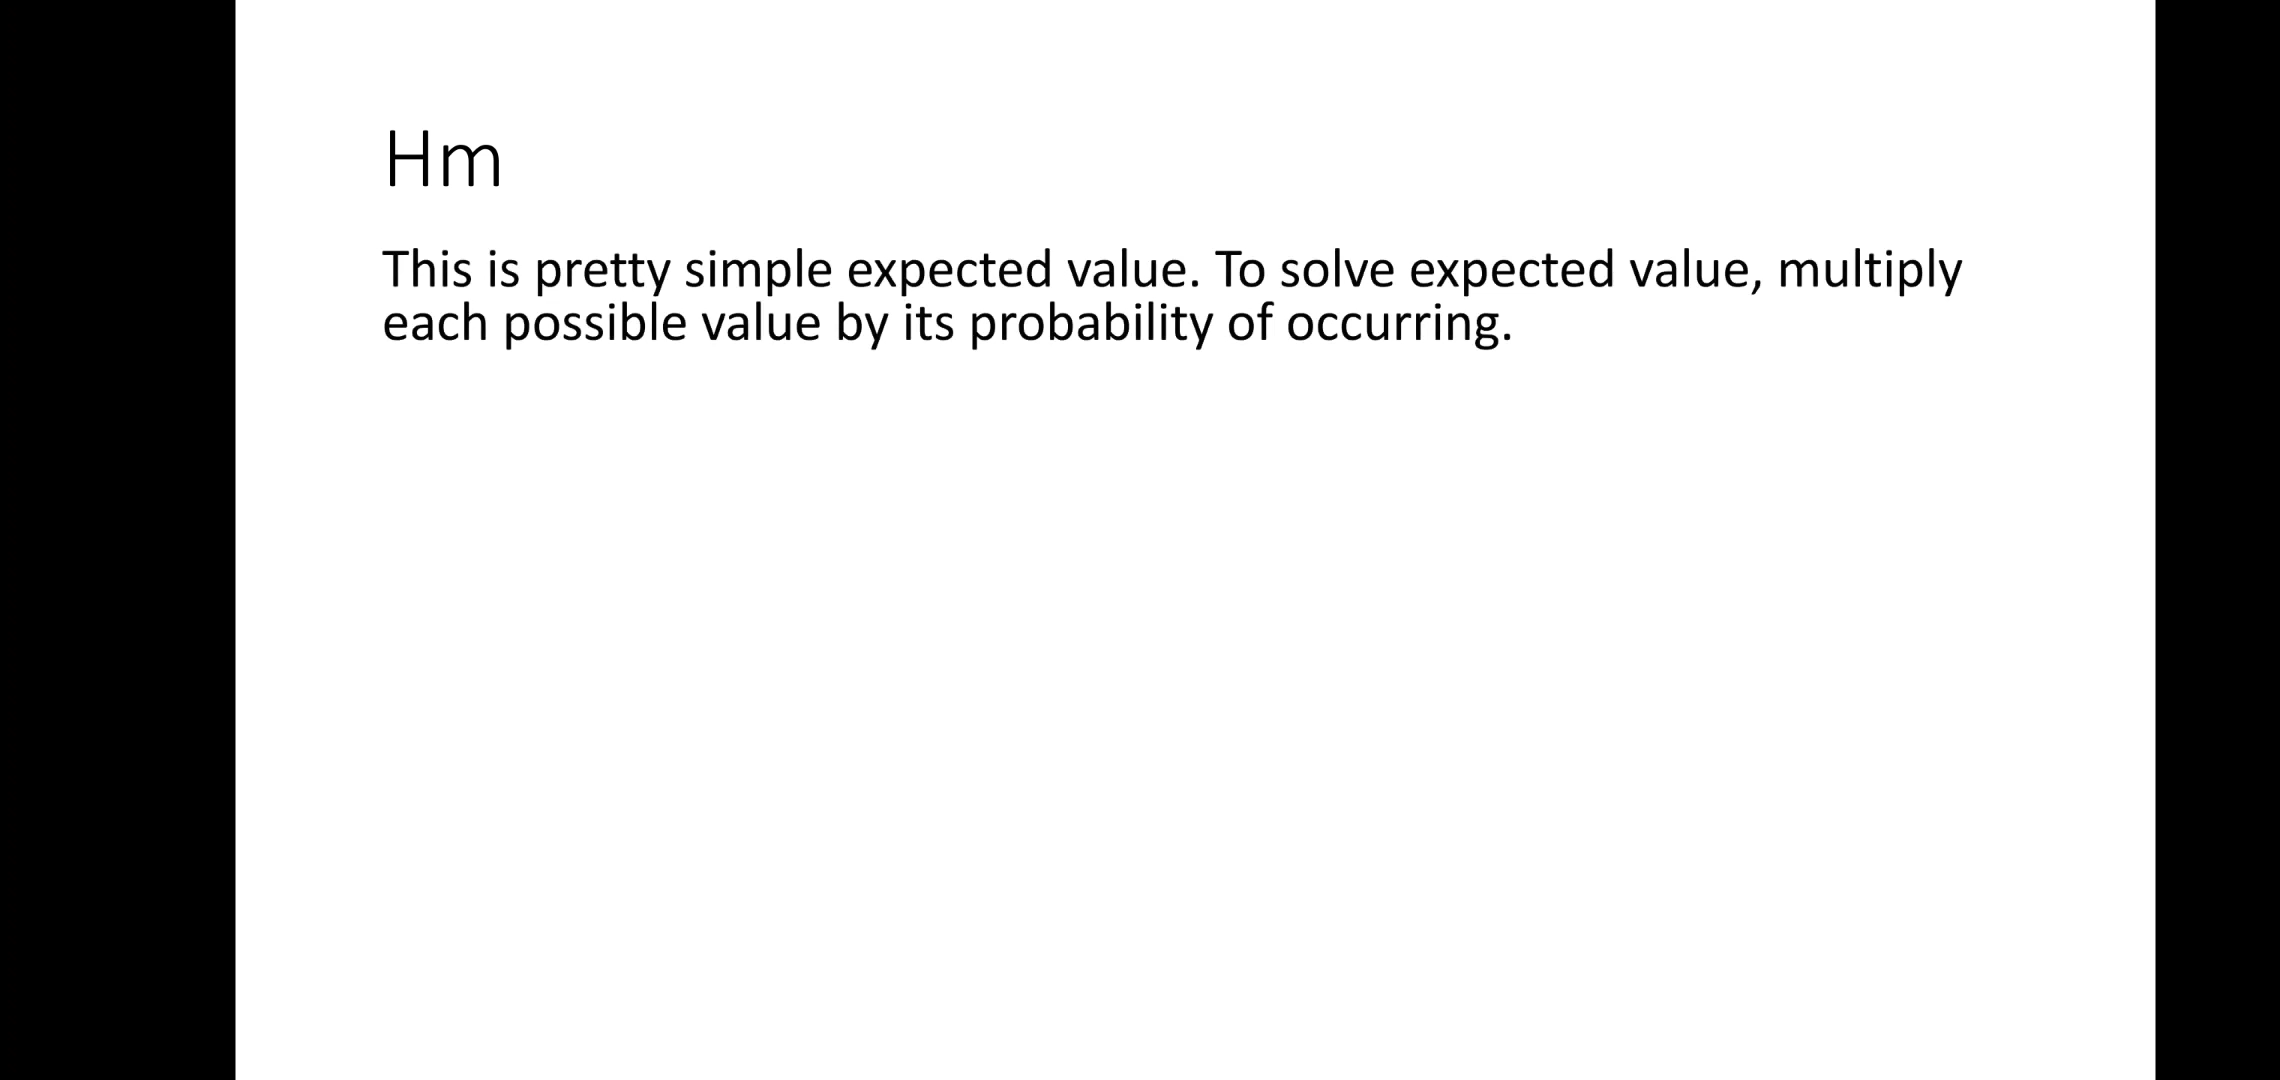 Hm
This is pretty simple expected value. To solve expected value, multiply
each possible value by its probability of occurring.